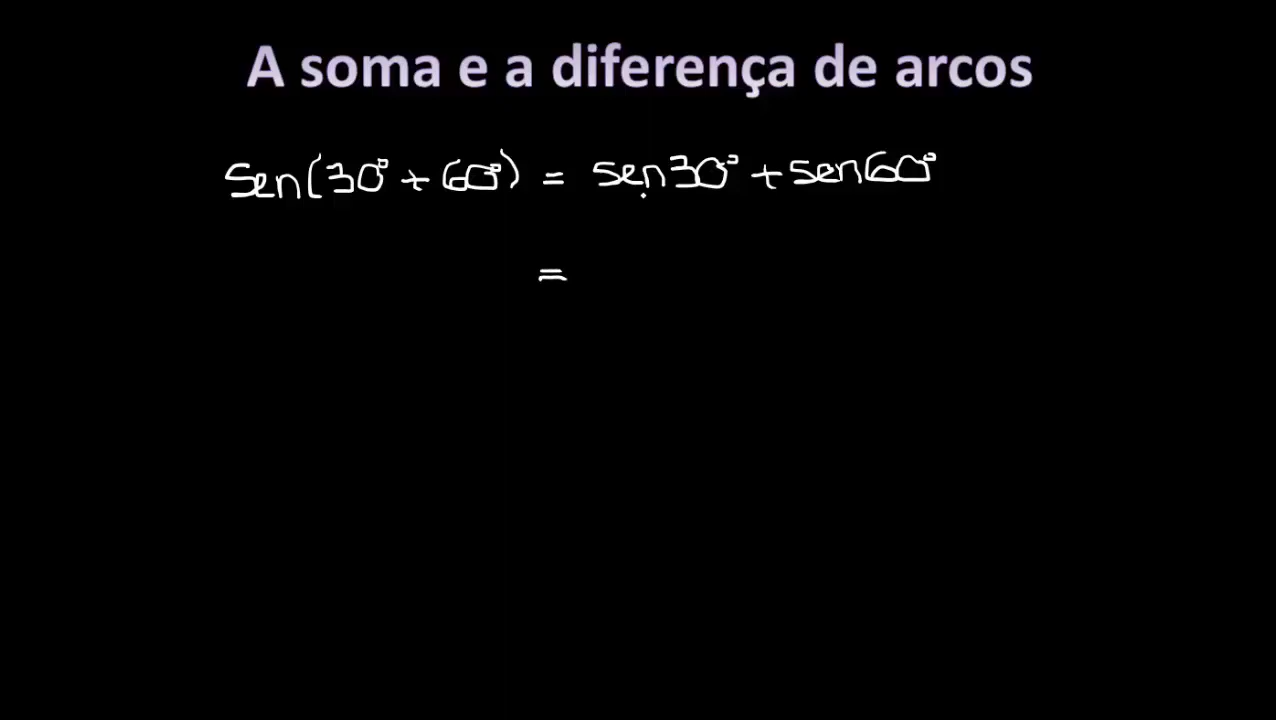 A soma e a diferença de arcos
Sen(30° + 60°) = sen30° + sen60°
=